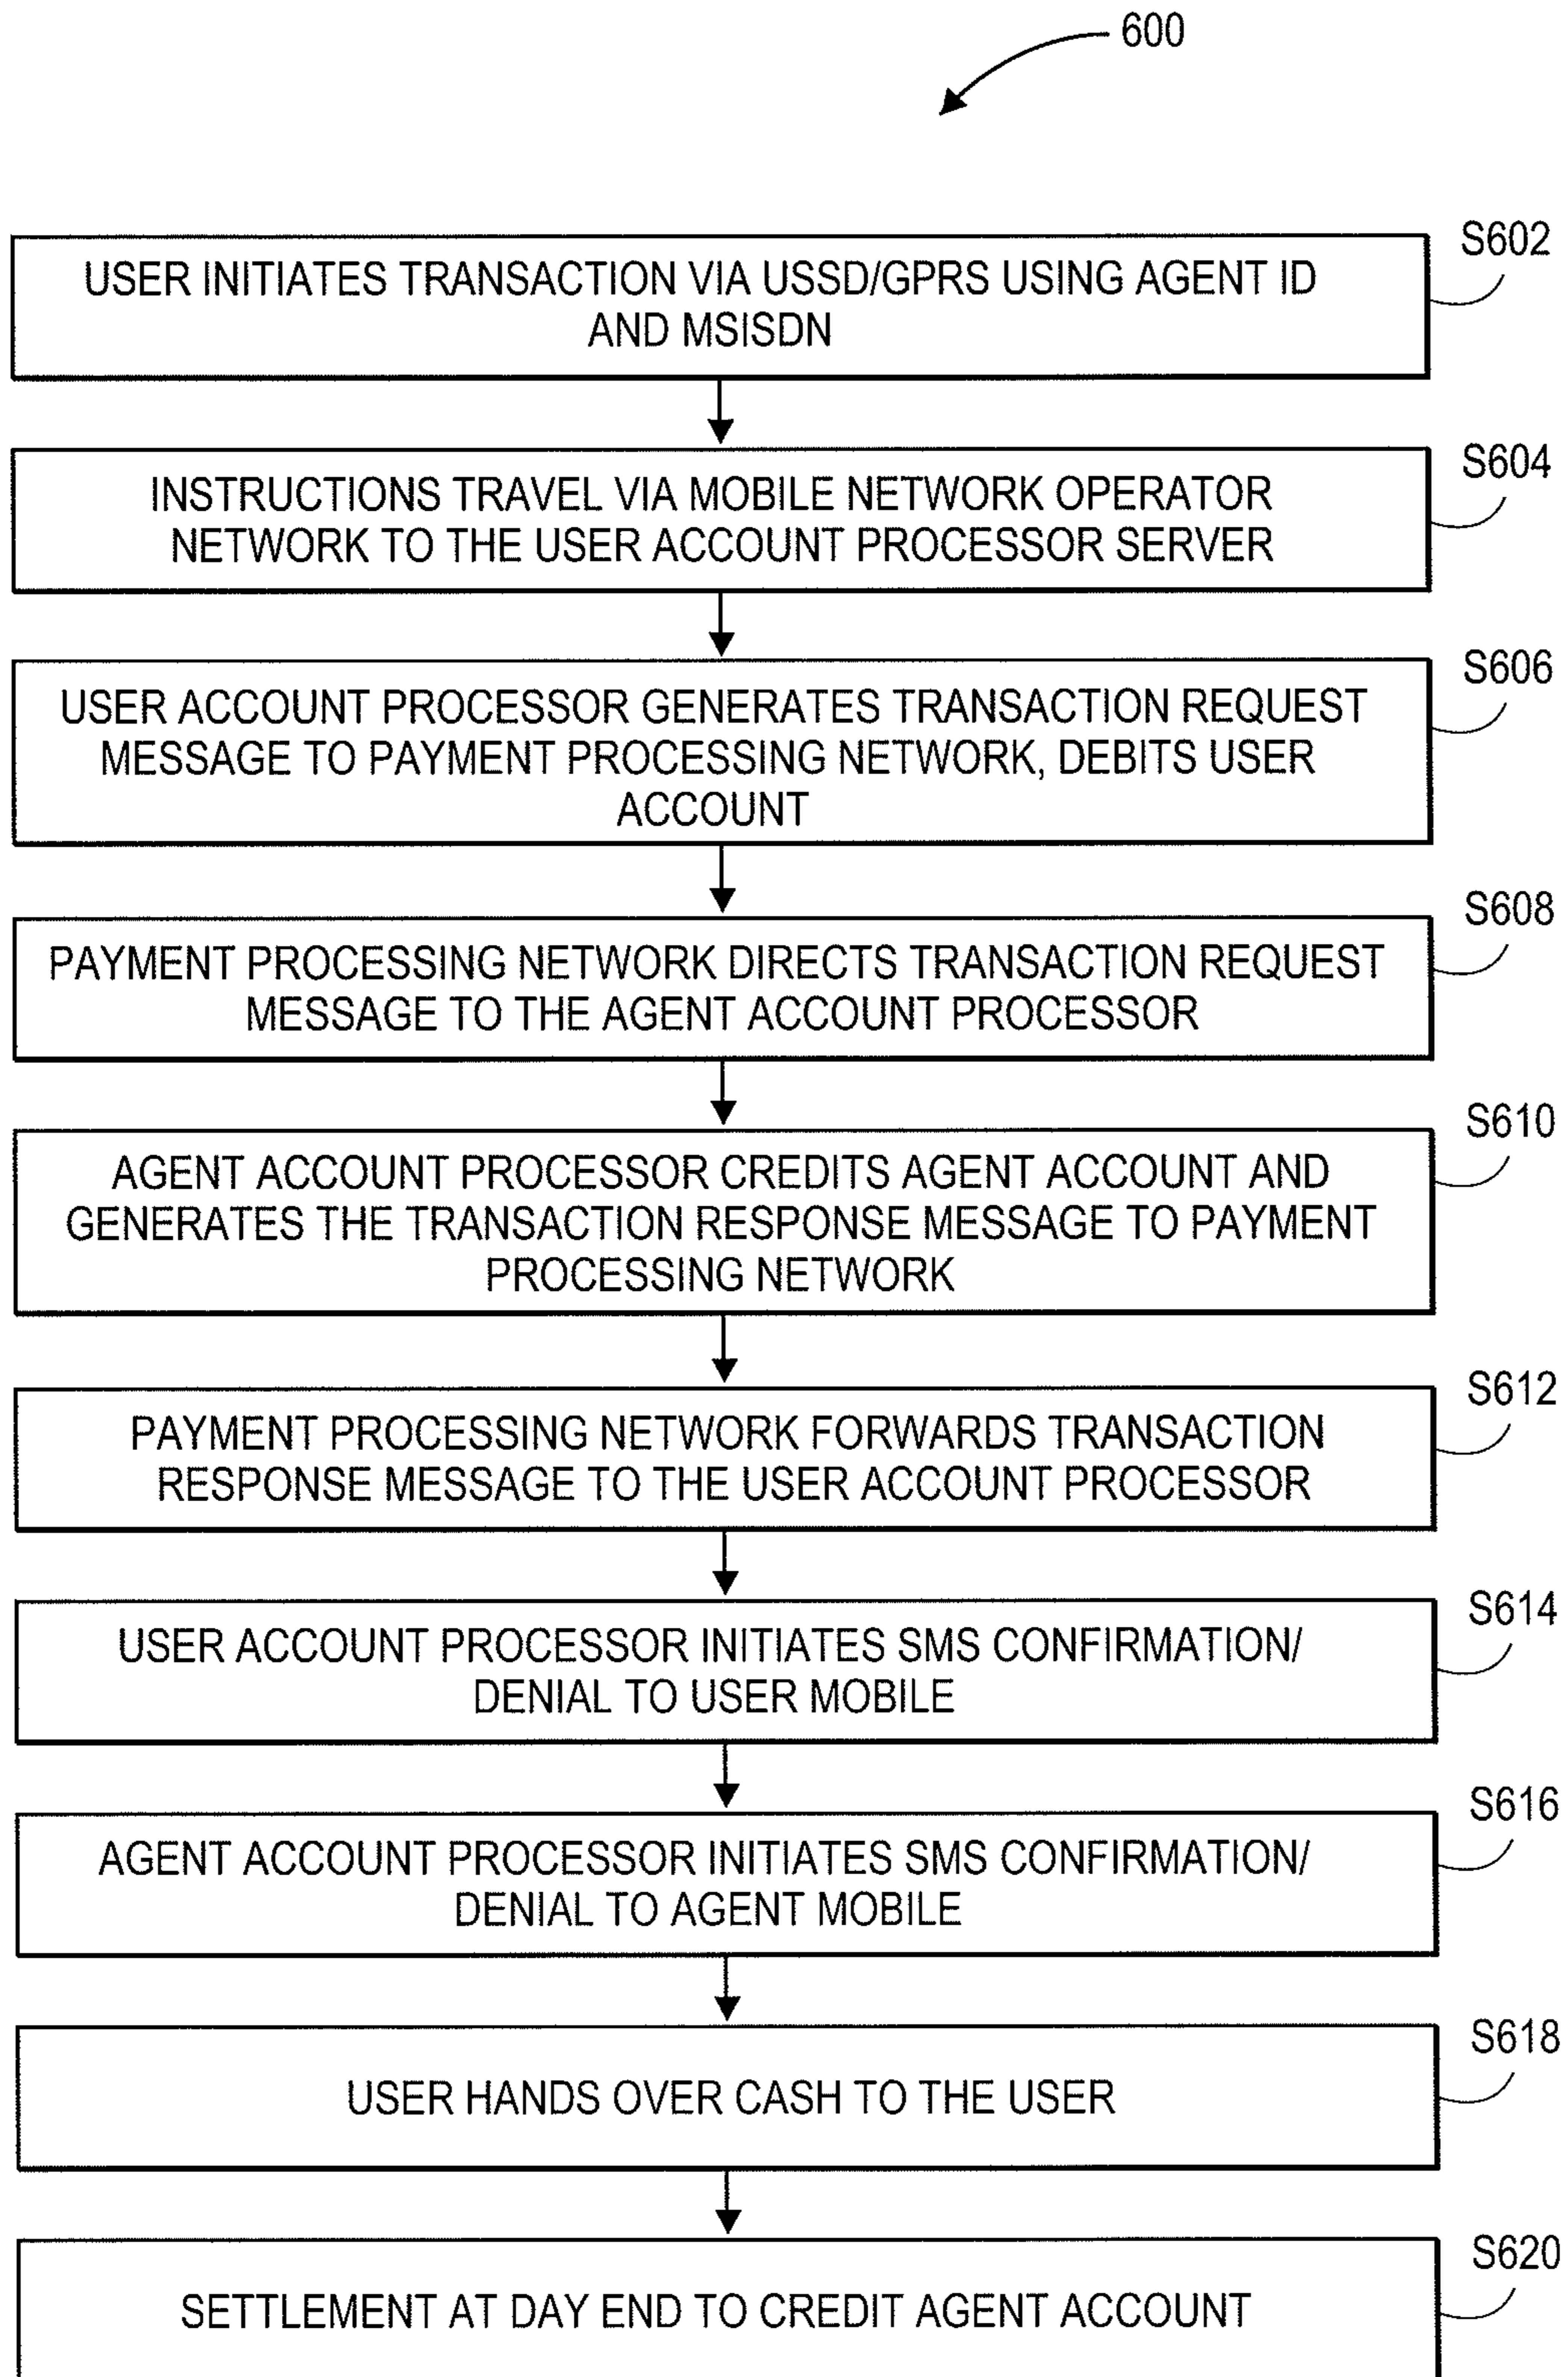 600
S602
USER INITIATES TRANSACTION VIA USSD/GPRS USING AGENT ID
AND MSISDN
S604
INSTRUCTIONS TRAVEL VIA MOBILE NETWORK OPERATOR
NETWORK TO THE USER ACCOUNT PROCESSOR SERVER
S606
USER ACCOUNT PROCESSOR GENERATES TRANSACTION REQUEST
MESSAGE TO PAYMENT PROCESSING NETWORK, DEBITS USER
ACCOUNT
S608
PAYMENT PROCESSING NETWORK DIRECTS TRANSACTION REQUEST
MESSAGE TO THE AGENT ACCOUNT PROCESSOR
S610
AGENT ACCOUNT PROCESSOR CREDITS AGENT ACCOUNT AND
GENERATES THE TRANSACTION RESPONSE MESSAGE TO PAYMENT
PROCESSING NETWORK
S612
PAYMENT PROCESSING NETWORK FORWARDS TRANSACTION
RESPONSE MESSAGE TO THE USER ACCOUNT PROCESSOR
S614
USER ACCOUNT PROCESSOR INITIATES SMS CONFIRMATION/
DENIAL TO USER MOBILE
S616
AGENT ACCOUNT PROCESSOR INITIATES SMS CONFIRMATION/
DENIAL TO AGENT MOBILE
S618
USER HANDS OVER CASH TO THE USER
S620
SETTLEMENT AT DAY END TO CREDIT AGENT ACCOUNT